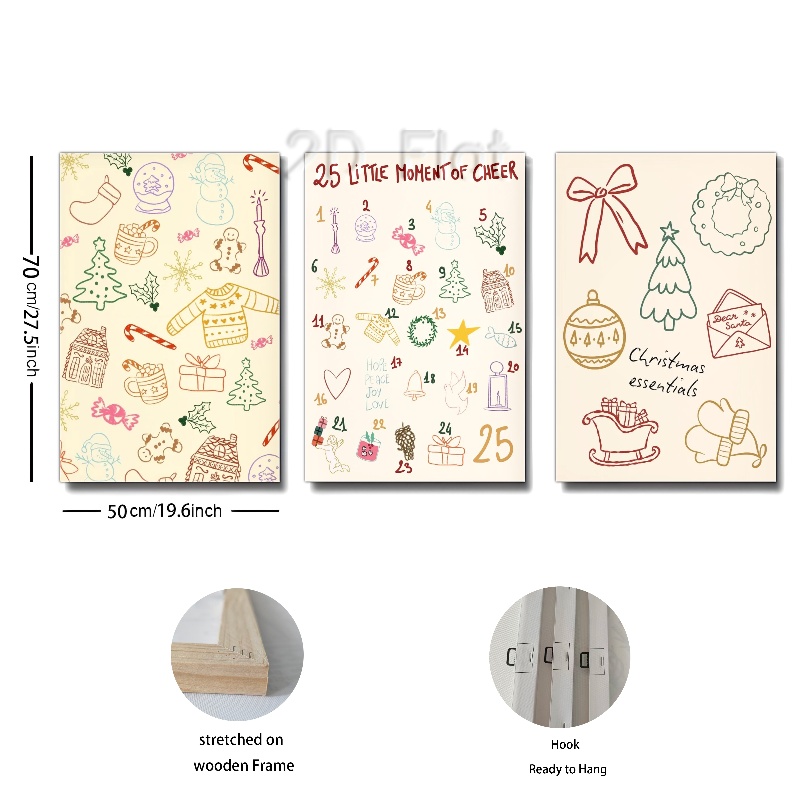 2D Flat
25 LITTLE MOMENT OF CHEER
1
2
3
4
5
6
7
8
9
10
11
12
13
14
15
16
17
HOPE
PEACE
JOY
LOVE
18
19
20
21
22
23
24
25
Dear
Santa
Christmas
essentials
70 cm/27.5inch
50 cm/19.6inch
stretched on
wooden Frame
Hook
Ready to Hang